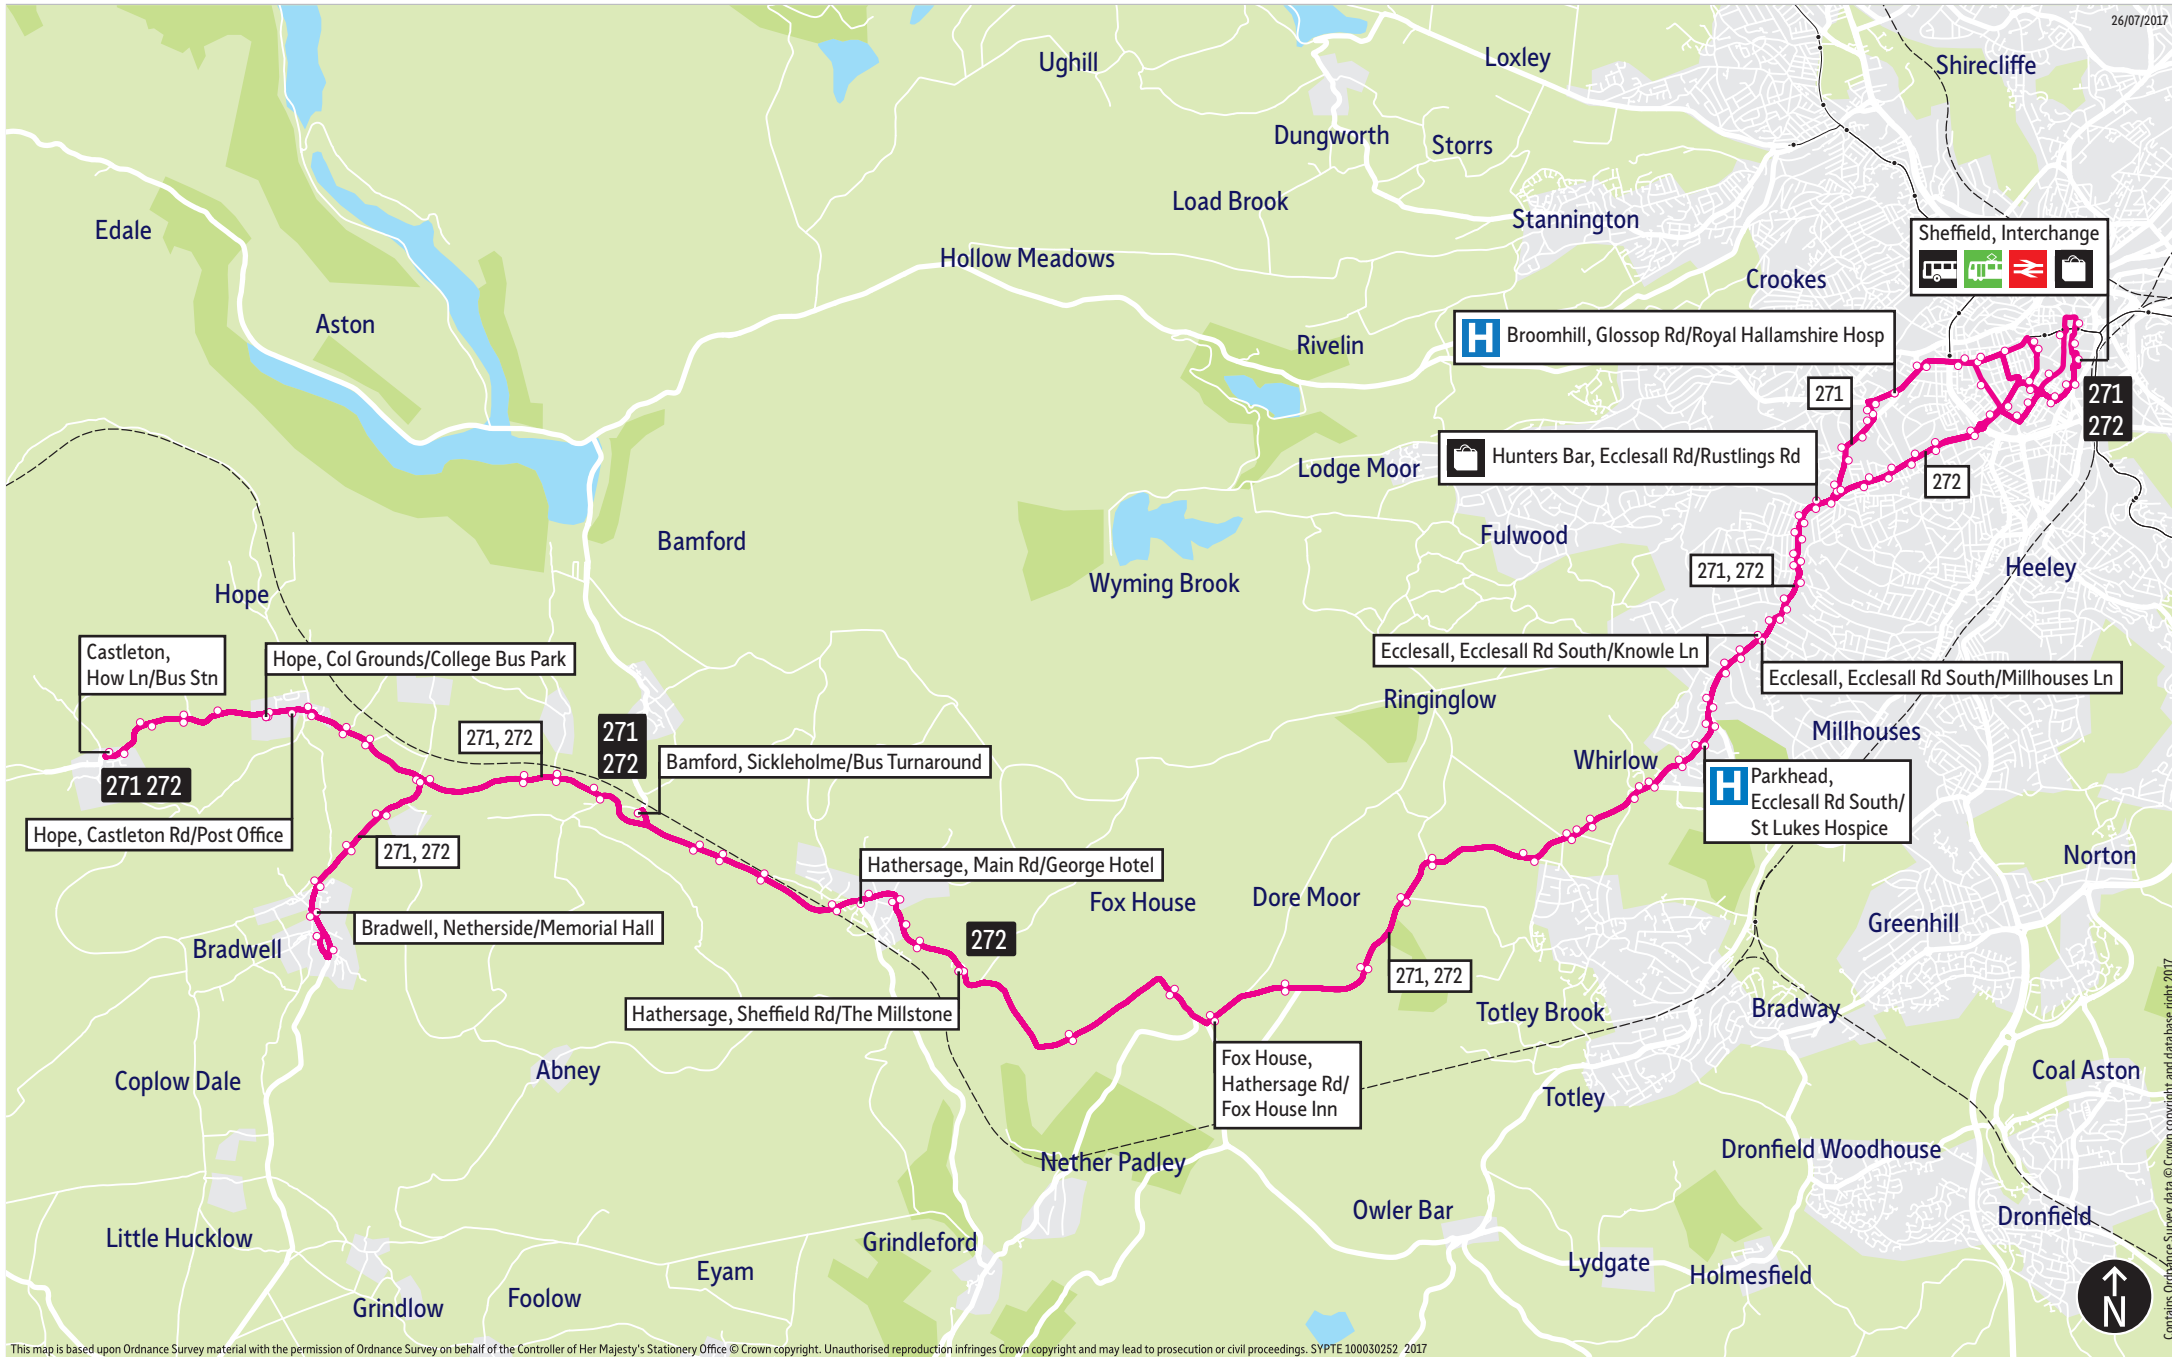 26/07/2017
Ughill
Loxley
Shirecliffe
Dungworth
Storrs
Load Brook
Stannington
Edale
Hollow Meadows
Sheffield, Interchange
Crookes
Aston
Rivelin
H Broomhill, Glossop Rd/Royal Hallamshire Hosp
271
271
272
Hunters Bar, Ecclesall Rd/Rustlings Rd
Lodge Moor
272
Fulwood
Bamford
Wyming Brook
271, 272
Heeley
Hope
Castleton,
How Ln/Bus Stn
Hope, Col Grounds/College Bus Park
Ecclesall, Ecclesall Rd South/Knowle Ln
Ecclesall, Ecclesall Rd South/Millhouses Ln
Ringinglow
271, 272
271
272
Bamford, Sickleholme/Bus Turnaround
Millhouses
Whirlow
271 272
H Parkhead,
Ecclesall Rd South/
St Lukes Hospice
Hope, Castleton Rd/Post Office
271, 272
Hathersage, Main Rd/George Hotel
Norton
Fox House
Dore Moor
Greenhill
Bradwell, Netherside/Memorial Hall
Bradwell
272
271, 272
Hathersage, Sheffield Rd/The Millstone
Totley Brook
Bradway
Fox House,
Hathersage Rd/
Fox House Inn
Abney
Coplow Dale
Coal Aston
Totley
Dronfield Woodhouse
Nether Padley
Owler Bar
Dronfield
Little Hucklow
Grindleford
Lydgate
Holmesfield
Eyam
Foolow
Grindlow
N
Contains Ordnance Survey data © Crown copyright and database right 2017
This map is based upon Ordnance Survey material with the permission of Ordnance Survey on behalf of the Controller of Her Majesty's Stationery Office © Crown copyright. Unauthorised reproduction infringes Crown copyright and may lead to prosecution or civil proceedings. SYPTE 100030252 2017